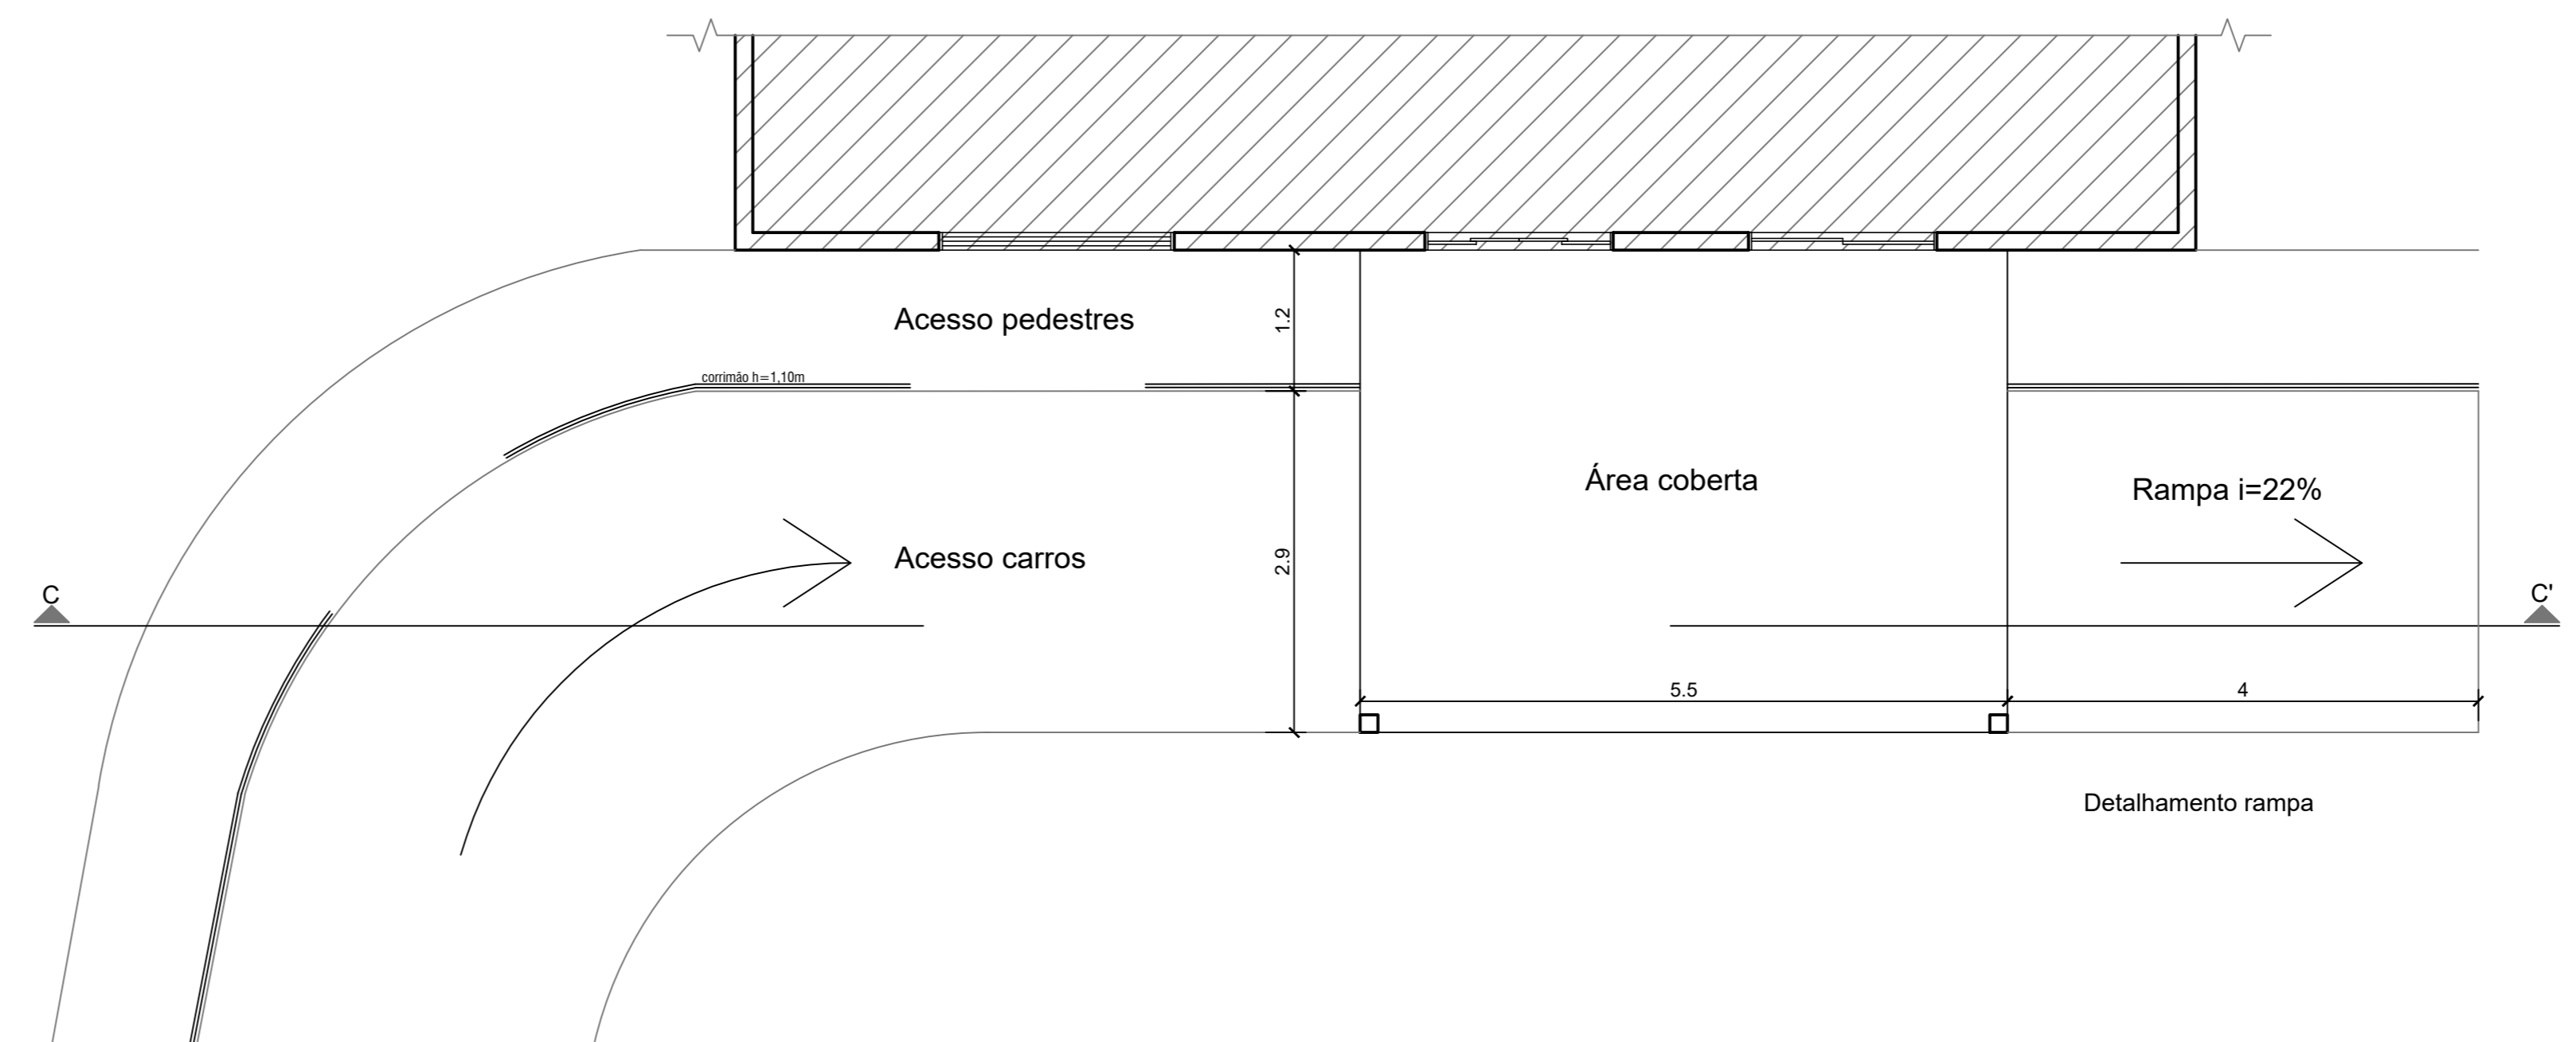 Acesso pedestres
1.2
corrimão h=1,10m
Área coberta
Rampa i=22%
Acesso carros
2.9
C
C'
5.5
4
Detalhamento rampa